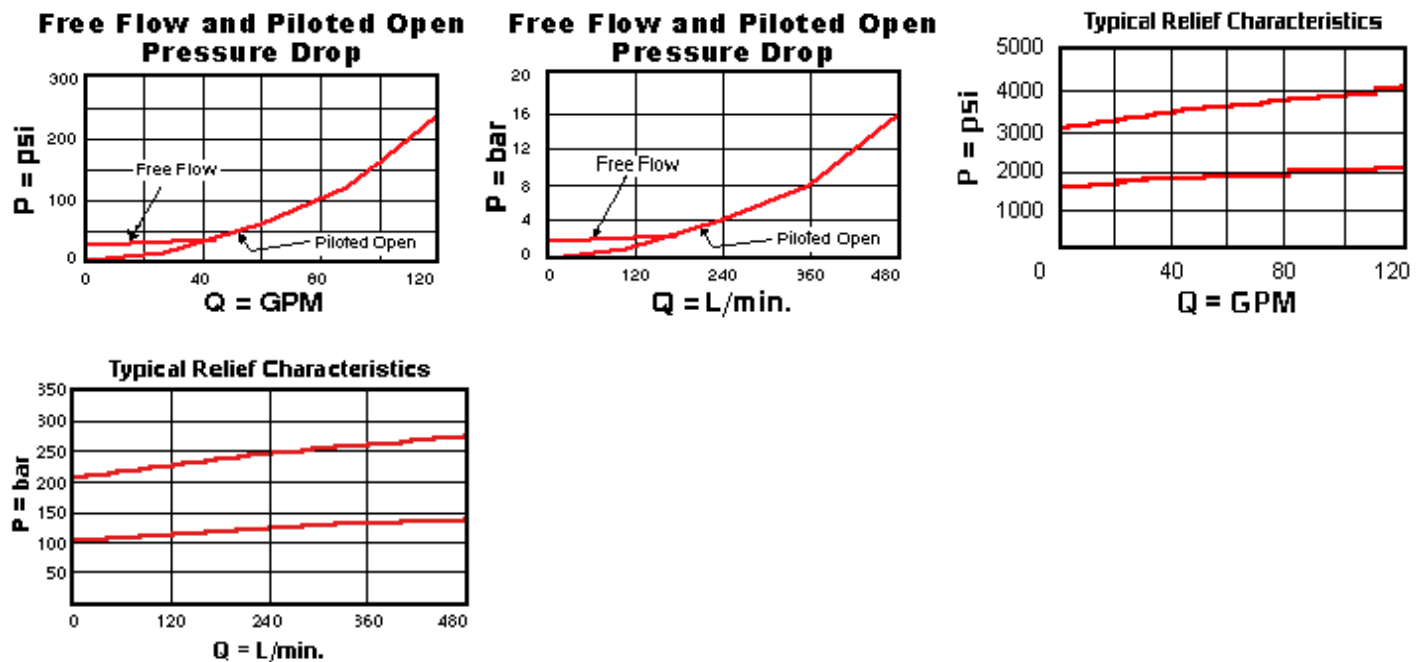 Free Flow and Piloted Open
Pressure Drop
300
200
100
0
P = psi
Free Flow
Piloted Open
0
40
60
120
Q = GPM
Free Flow and Piloted Open
Pressure Drop
20
16
12
8
4
0
P = bar
Free Flow
Piloted Open
0
120
240
360
480
Q = L/min.
Typical Relief Characteristics
5000
4000
3000
2000
1000
P = psi
0
40
80
120
Q = GPM
Typical Relief Characteristics
350
300
250
200
150
100
50
P = bar
0
120
240
360
480
Q = L/min.